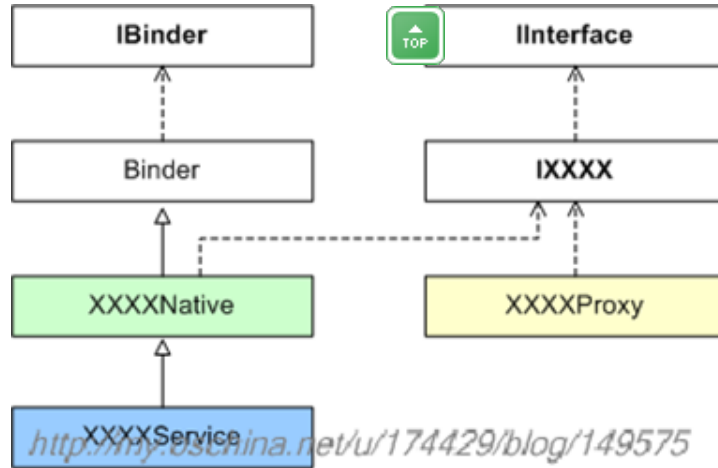 IBinder
TOP
IInterface
Binder
IXXXX
XXXXNative
XXXXProxy
XXXXService
http://my.oschina.net/u/174429/blog/149575